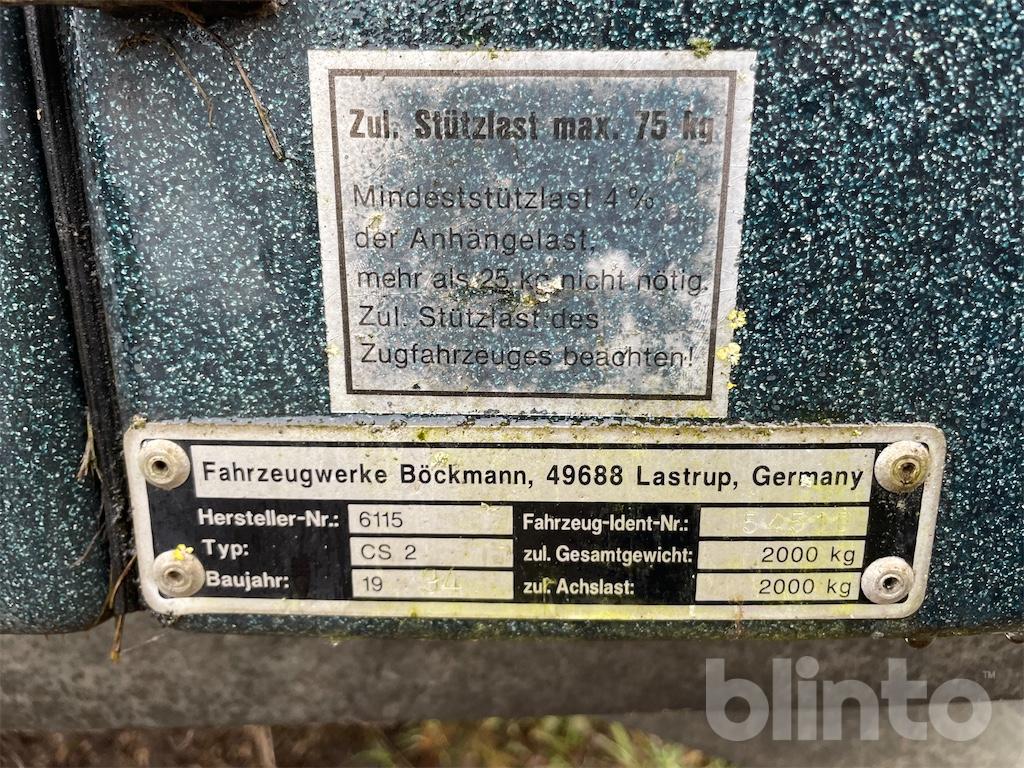 Zul. Stützlast max. 75 kg
Mindeststützlast 4 %
der Anhängelast,
mehr als 25 kg nicht nötig.
Zul. Stützlast des
Zugfahrzeuges beachten!
Fahrzeugwerke Böckmann, 49688 Lastrup, Germany
Hersteller-Nr.: 6115 Fahrzeug-Ident-Nr.:
Typ: CS 2 zul. Gesamtgewicht: 2000 kg
Baujahr: 19 94 zul. Achslast: 2000 kg
blinto™